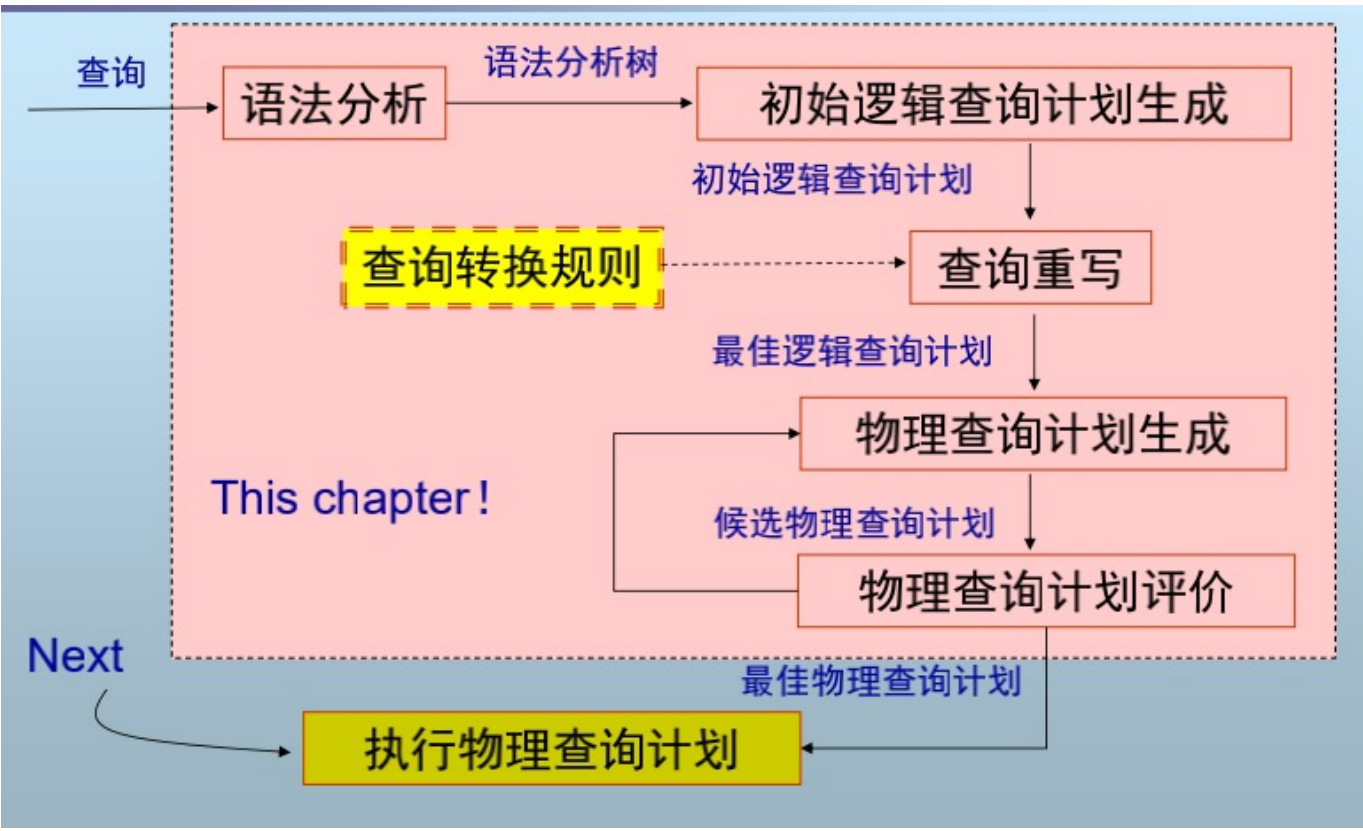 查询
语法分析
语法分析树
初始逻辑查询计划生成
初始逻辑查询计划
查询转换规则
查询重写
最佳逻辑查询计划
物理查询计划生成
This chapter!
候选物理查询计划
物理查询计划评价
Next
最佳物理查询计划
执行物理查询计划